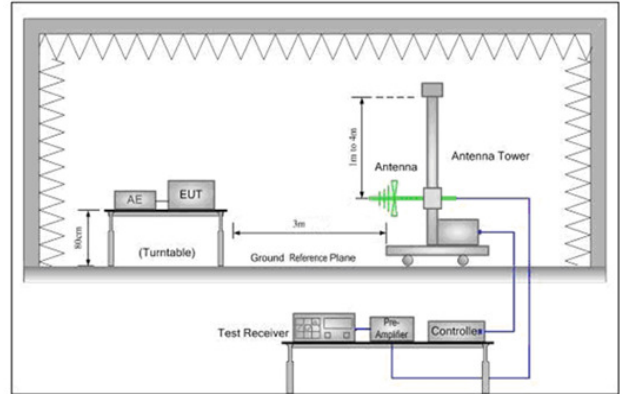 1m to 4m
Antenna
Antenna Tower
AE
EUT
80cm
(Turntable)
3m
Ground Reference Plane
Test Receiver
Pre-
Amplifier
Controller